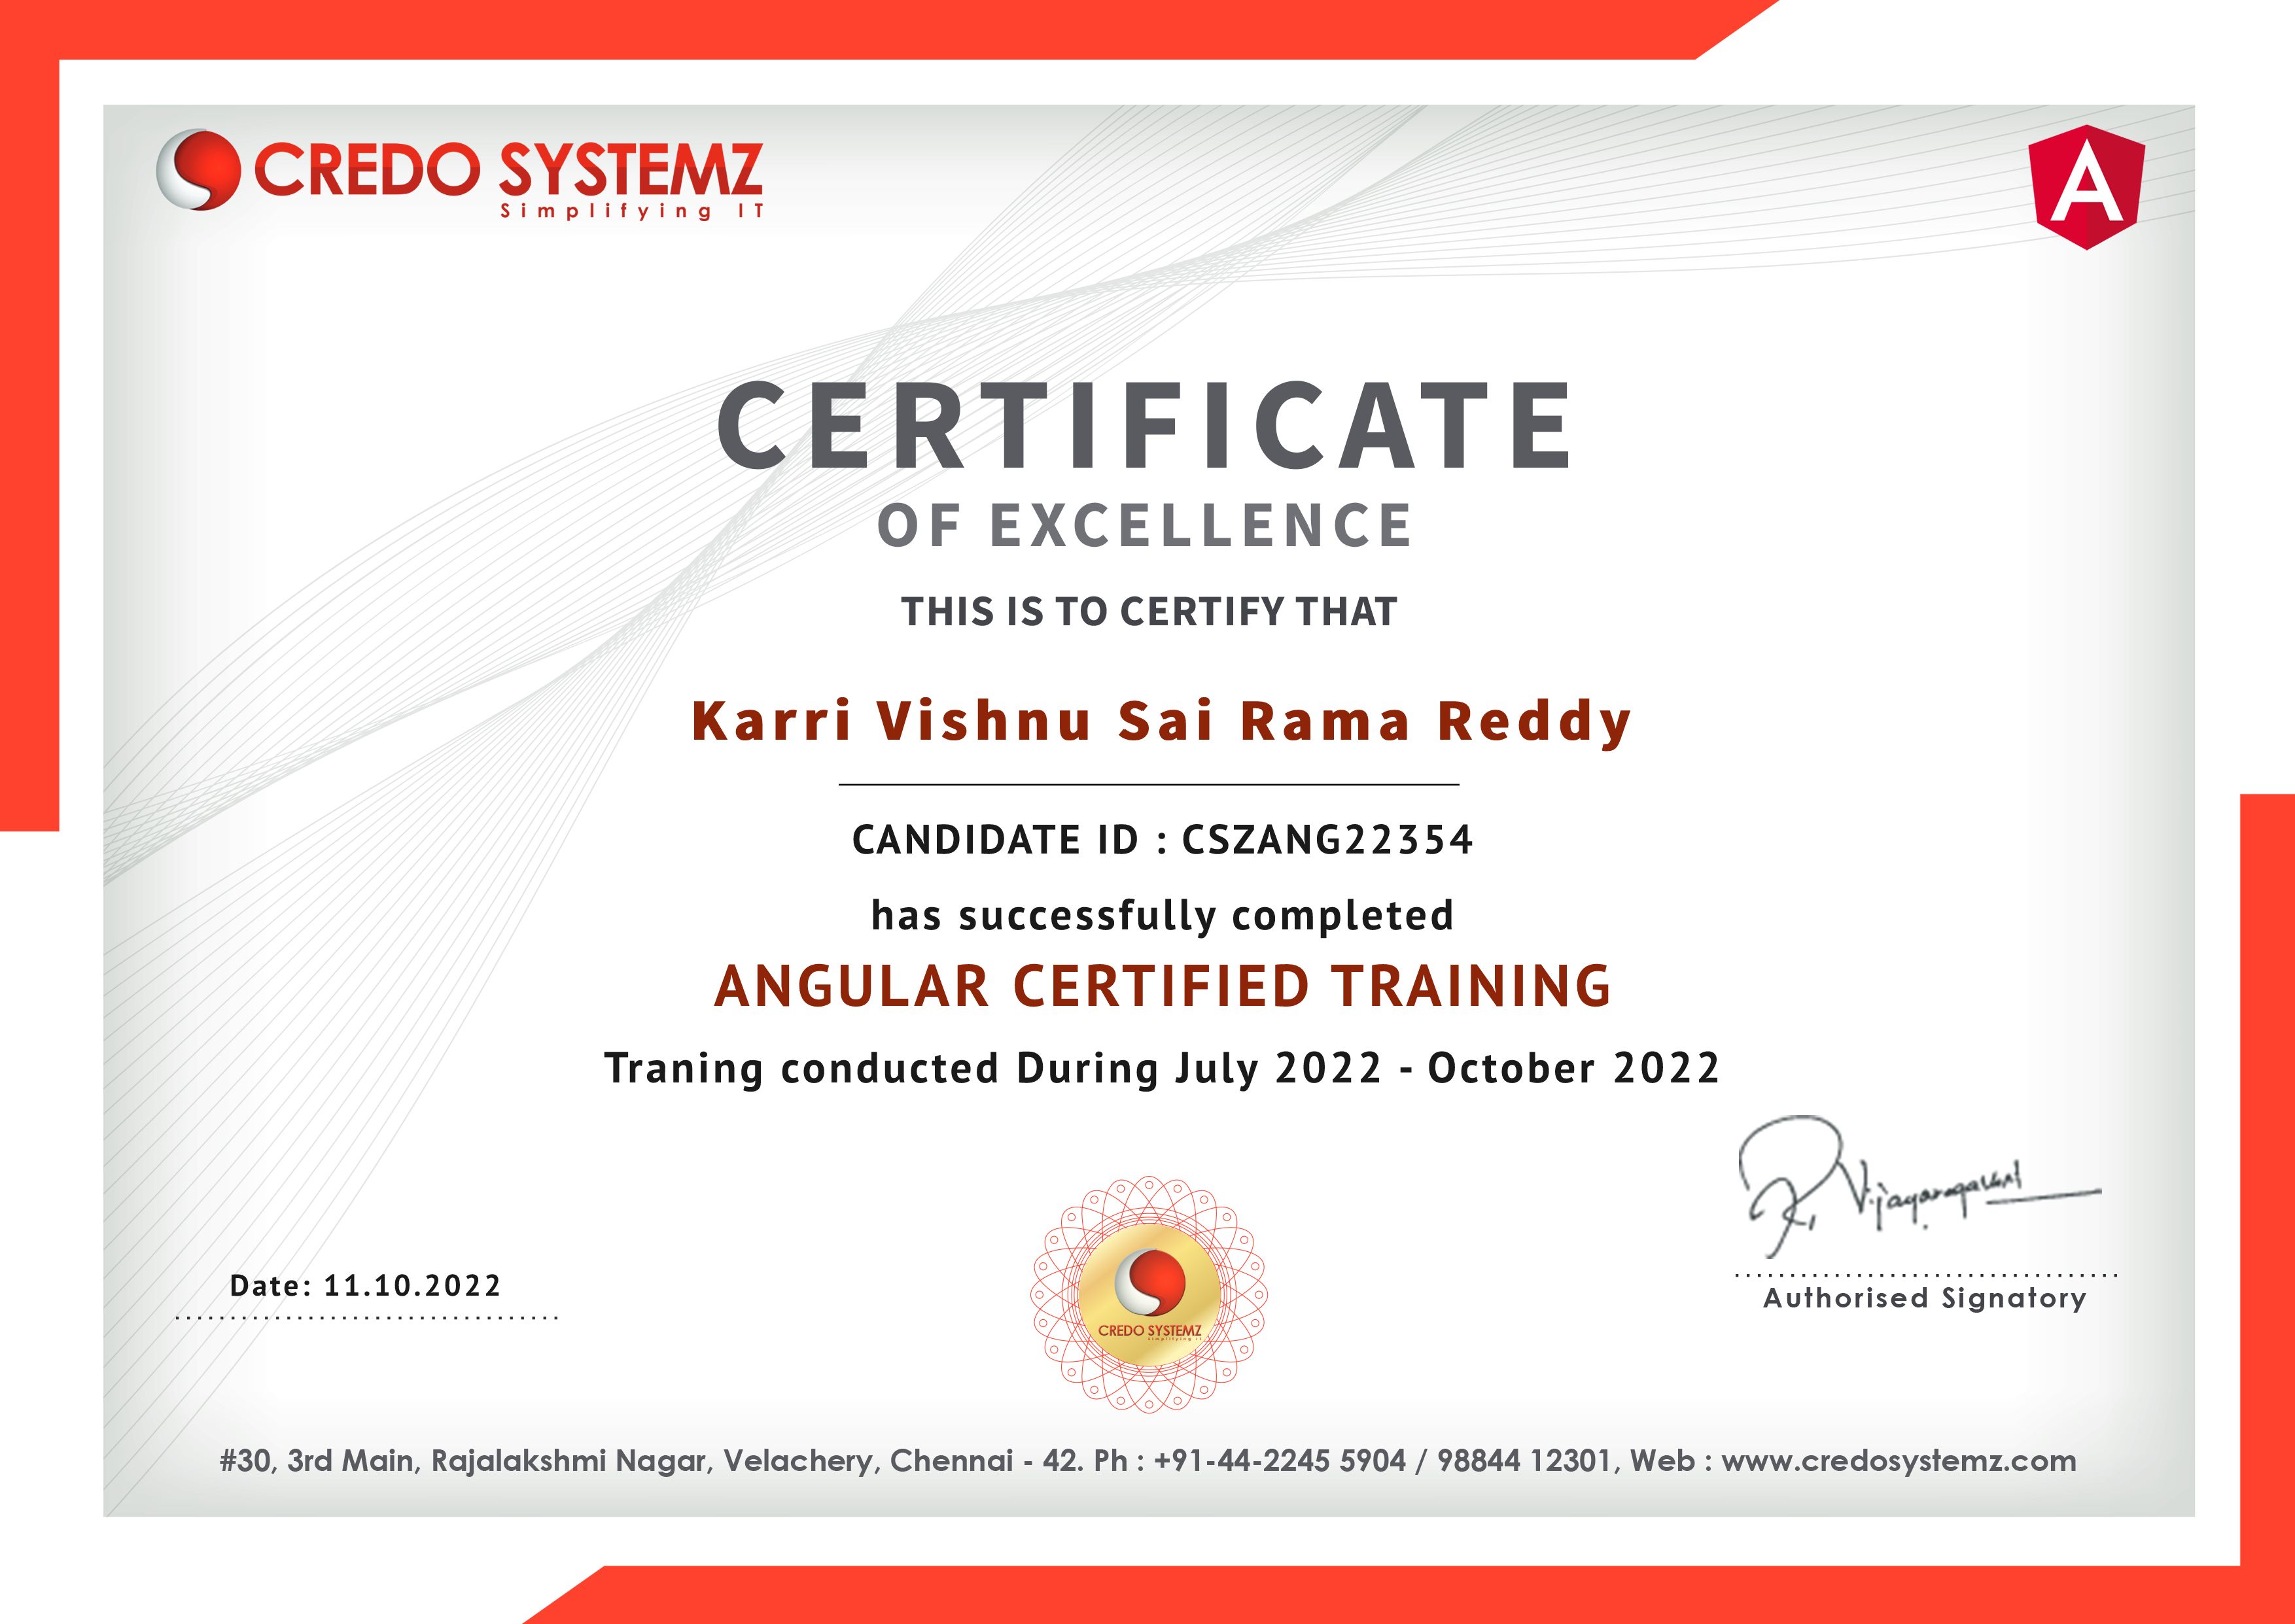 CREDO SYSTEMZ
Simplifying IT
A
CERTIFICATE
OF EXCELLENCE
THIS IS TO CERTIFY THAT
Karri Vishnu Sai Rama Reddy
CANDIDATE ID : CSZANG22354
has successfully completed
ANGULAR CERTIFIED TRAINING
Traning conducted During July 2022 - October 2022
R. Vijayaragavan
Date: 11.10.2022
Authorised Signatory
CREDO SYSTEMZ
Simplifying IT
#30, 3rd Main, Rajalakshmi Nagar, Velachery, Chennai - 42. Ph : +91-44-2245 5904 / 98844 12301, Web : www.credosystemz.com